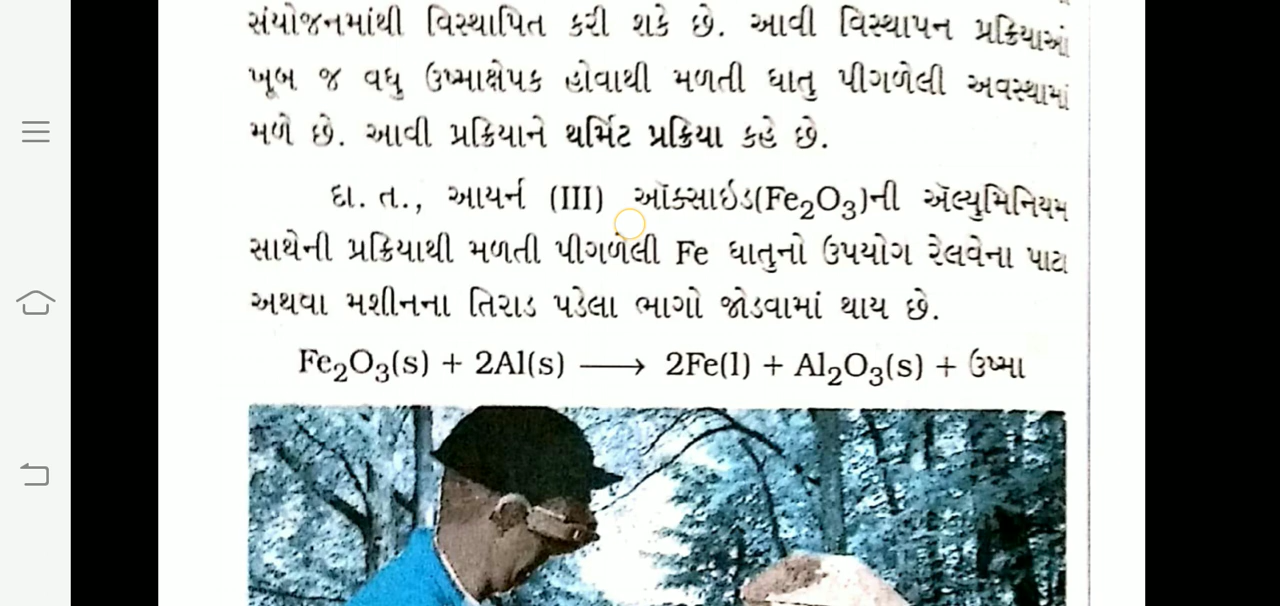 સંયોજનમાંથી વિસ્થાપિત કરી શકે છે. આવી વિસ્થાપન પ્રક્રિયાઓ
ખૂબ જ વધુ ઉષ્માક્ષેપક હોવાથી મળતી ધાતુ પીગળેલી અવસ્થામાં
મળે છે. આવી પ્રક્રિયાને થર્મિટ પ્રક્રિયા કહે છે.
દા. ત., આયર્ન (III) ઑક્સાઇડ(Fe₂O₃)ની ઍલ્યુમિનિયમ
સાથેની પ્રક્રિયાથી મળતી પીગળેલી Fe ધાતુનો ઉપયોગ રેલવેના પાટા
અથવા મશીનના તિરાડ પડેલા ભાગો જોડવામાં થાય છે.
Fe₂O₃(s) + 2Al(s) ⟶ 2Fe(l) + Al₂O₃(s) + ઉષ્મા